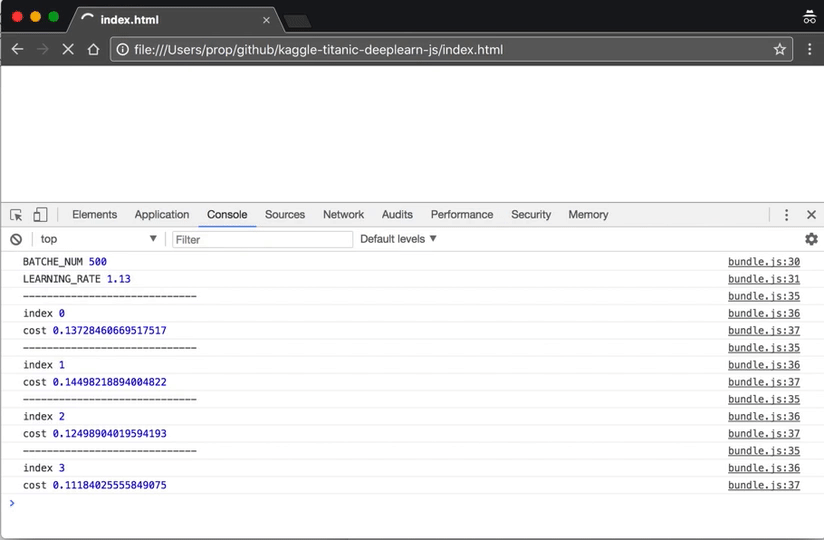 index.html
file:///Users/prop/github/kaggle-titanic-deeplearn-js/index.html
Elements Application Console Sources Network Audits Performance Security Memory
top Filter Default levels
BATCHE_NUM 500 bundle.js:30
LEARNING_RATE 1.13 bundle.js:31
----------------------------- bundle.js:35
index 0 bundle.js:36
cost 0.13728460669517517 bundle.js:37
----------------------------- bundle.js:35
index 1 bundle.js:36
cost 0.14498218894004822 bundle.js:37
----------------------------- bundle.js:35
index 2 bundle.js:36
cost 0.12498904019594193 bundle.js:37
----------------------------- bundle.js:35
index 3 bundle.js:36
cost 0.11184025555849075 bundle.js:37
>